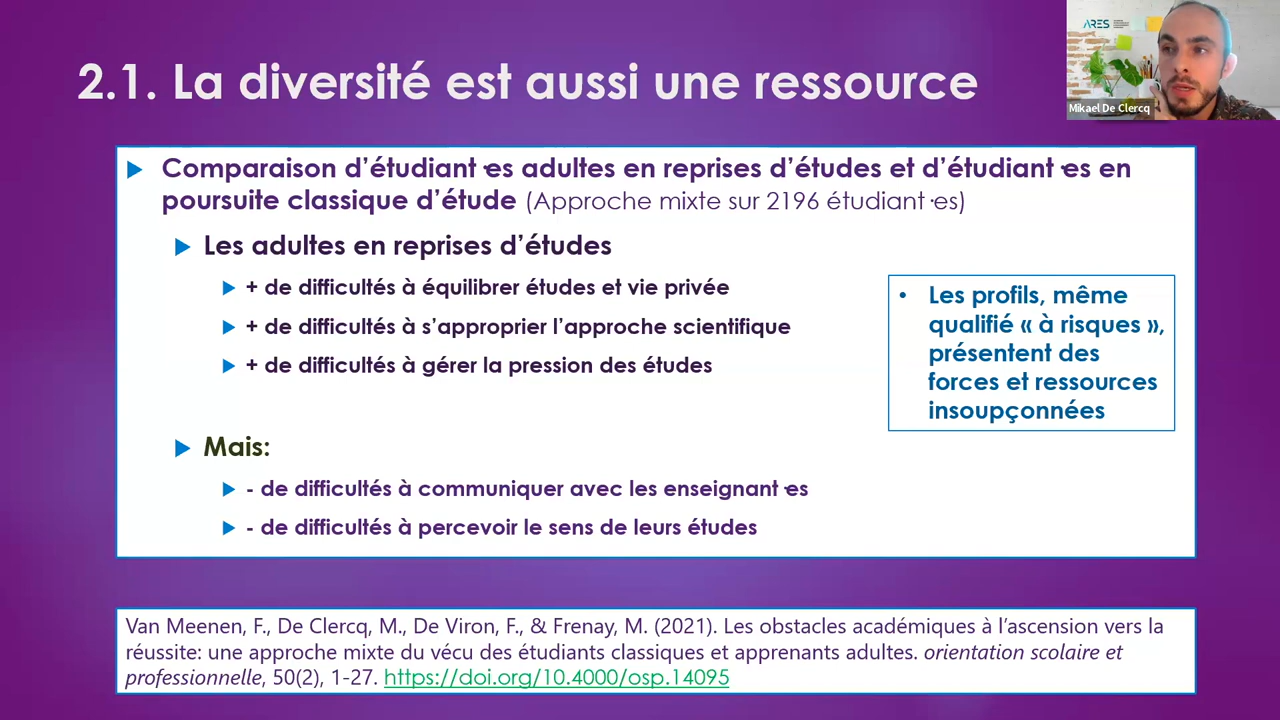 2.1. La diversité est aussi une ressource
ARES
Mikael De Clercq
Comparaison d’étudiant·es adultes en reprises d’études et d’étudiant·es en
poursuite classique d’étude (Approche mixte sur 2196 étudiant·es)
Les adultes en reprises d’études
+ de difficultés à équilibrer études et vie privée
+ de difficultés à s’approprier l’approche scientifique
+ de difficultés à gérer la pression des études
Mais:
- de difficultés à communiquer avec les enseignant·es
- de difficultés à percevoir le sens de leurs études
• Les profils, même
qualifié « à risques »,
présentent des
forces et ressources
insoupçonnées
Van Meenen, F., De Clercq, M., De Viron, F., & Frenay, M. (2021). Les obstacles académiques à l’ascension vers la
réussite: une approche mixte du vécu des étudiants classiques et apprenants adultes. orientation scolaire et
professionnelle, 50(2), 1-27. https://doi.org/10.4000/osp.14095